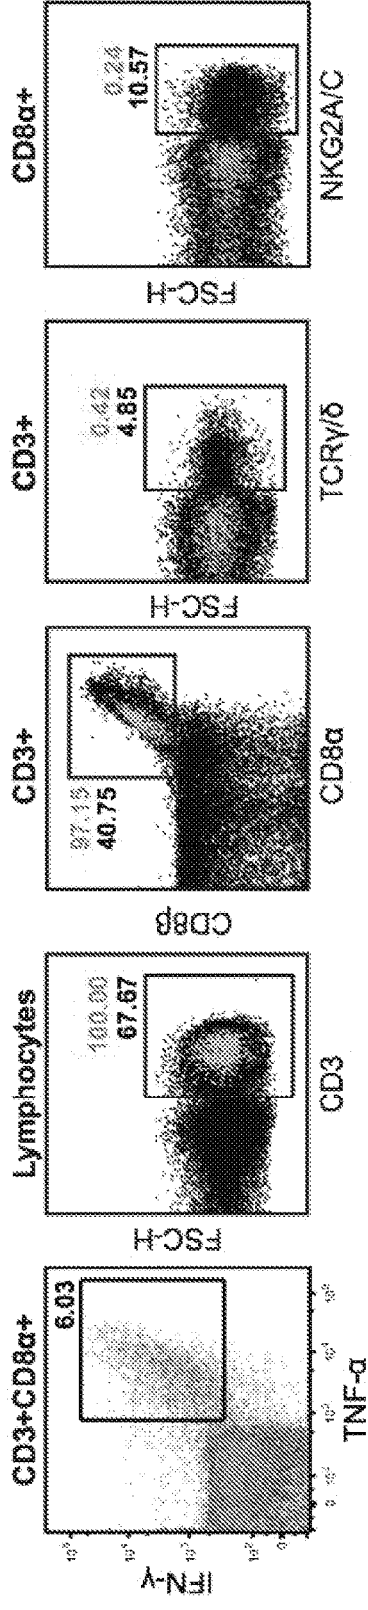 CD3+CD8α+
6.03
IFN-γ
TNF-α
Lymphocytes
100.00
67.67
FSC-H
CD3
CD3+
97.15
40.75
CD8β
CD8α
CD3+
0.42
4.85
FSC-H
TCRγ/δ
CD8α+
0.24
10.57
FSC-H
NKG2A/C